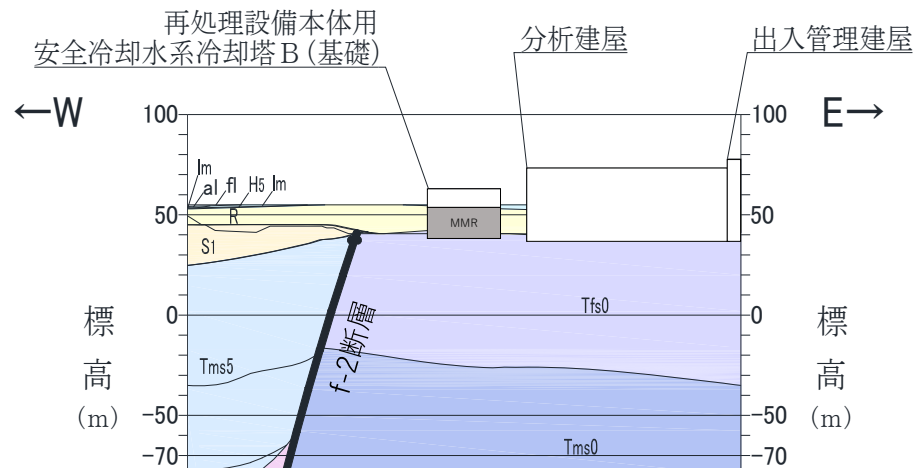 再処理設備本体用
安全冷却水系冷却塔B(基礎)
分析建屋
出入管理建屋
←W
E→
100
100
lm
al
fl
H5
lm
50
50
R
MMR
S1
0
0
Tfs0
標高
(m)
標高
(m)
f-2断層
Tms5
-50
-50
Tms0
-70
-70